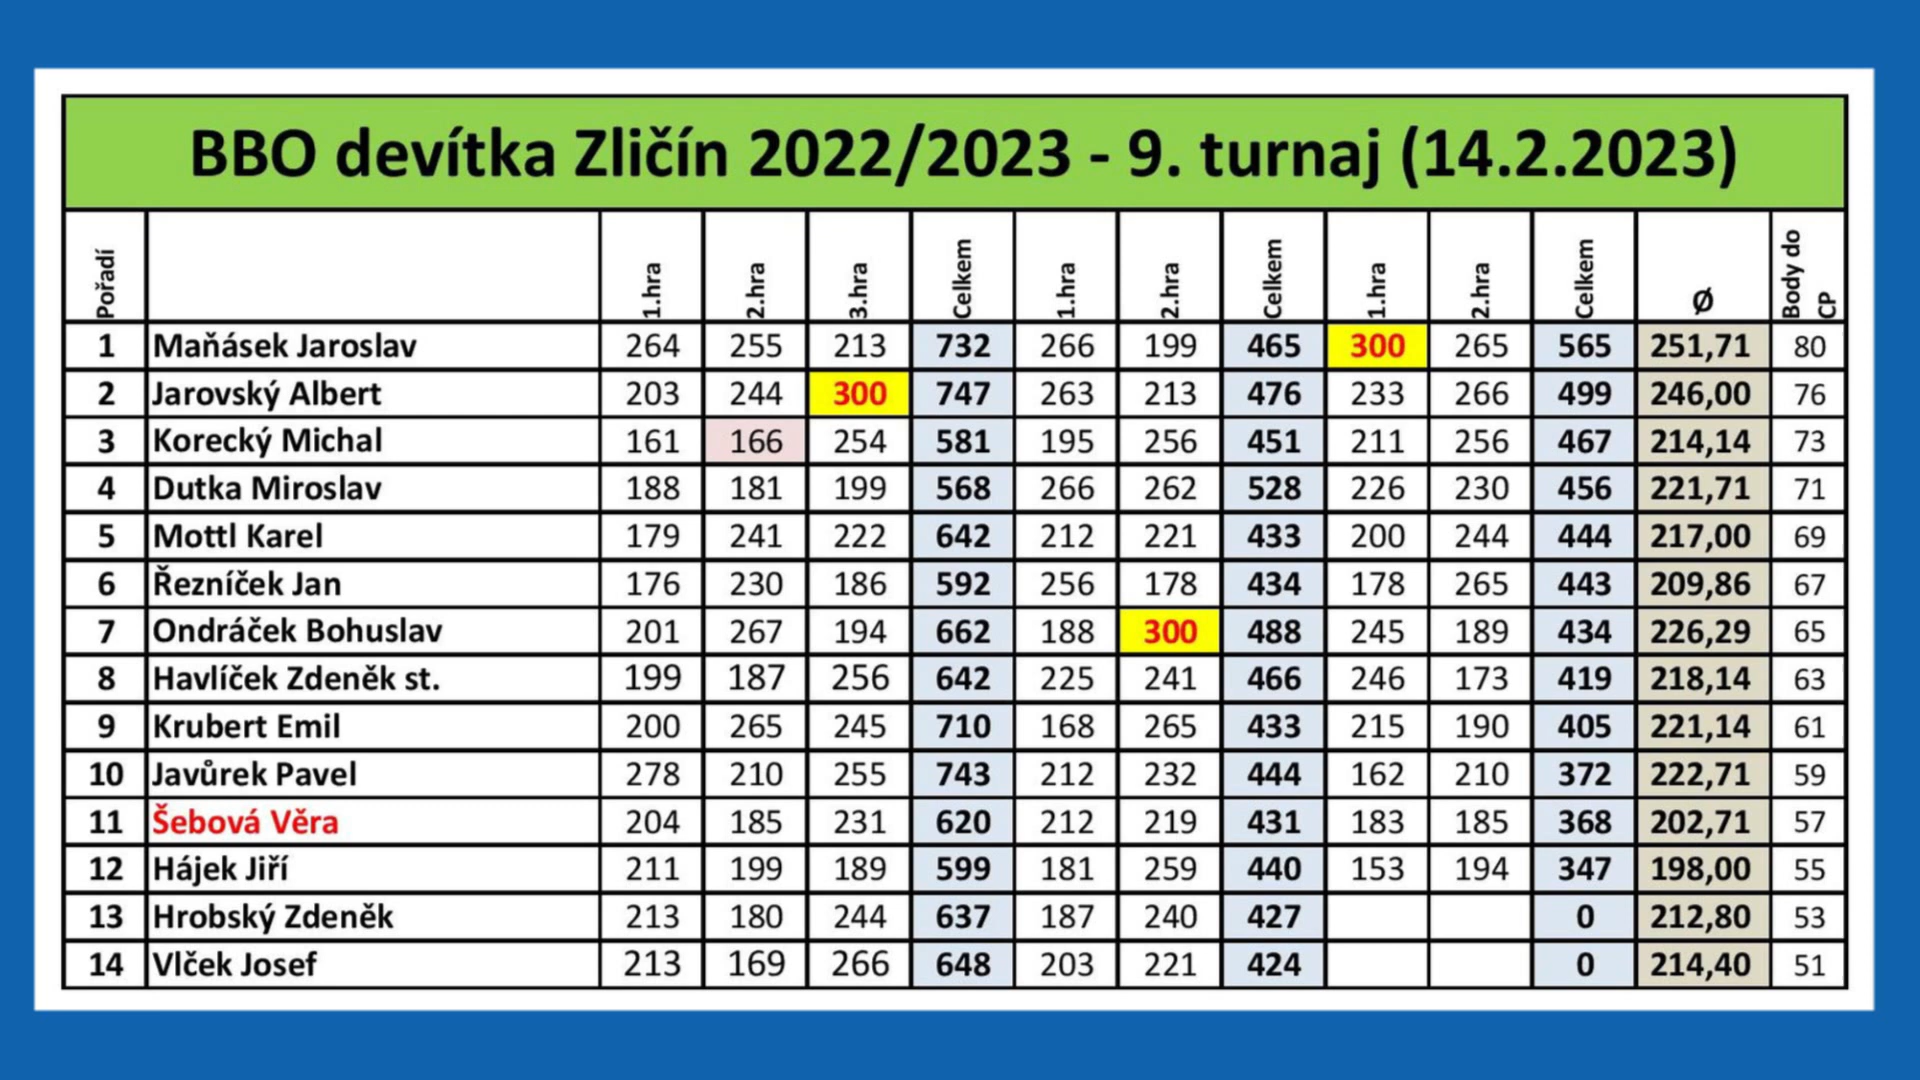 BBO devítka Zličín 2022/2023 - 9. turnaj (14.2.2023)
Pořadí 1.hra 2.hra 3.hra Celkem 1.hra 2.hra Celkem 1.hra 2.hra Celkem Ø Body do CP
1 Maňásek Jaroslav 264 255 213 732 266 199 465 300 265 565 251,71 80
2 Jarovský Albert 203 244 300 747 263 213 476 233 266 499 246,00 76
3 Korecký Michal 161 166 254 581 195 256 451 211 256 467 214,14 73
4 Dutka Miroslav 188 181 199 568 266 262 528 226 230 456 221,71 71
5 Mottl Karel 179 241 222 642 212 221 433 200 244 444 217,00 69
6 Řezníček Jan 176 230 186 592 256 178 434 178 265 443 209,86 67
7 Ondráček Bohuslav 201 267 194 662 188 300 488 245 189 434 226,29 65
8 Havlíček Zdeněk st. 199 187 256 642 225 241 466 246 173 419 218,14 63
9 Krubert Emil 200 265 245 710 168 265 433 215 190 405 221,14 61
10 Javůrek Pavel 278 210 255 743 212 232 444 162 210 372 222,71 59
11 Šebová Věra 204 185 231 620 212 219 431 183 185 368 202,71 57
12 Hájek Jiří 211 199 189 599 181 259 440 153 194 347 198,00 55
13 Hrobský Zdeněk 213 180 244 637 187 240 427 0 212,80 53
14 Vlček Josef 213 169 266 648 203 221 424 0 214,40 51